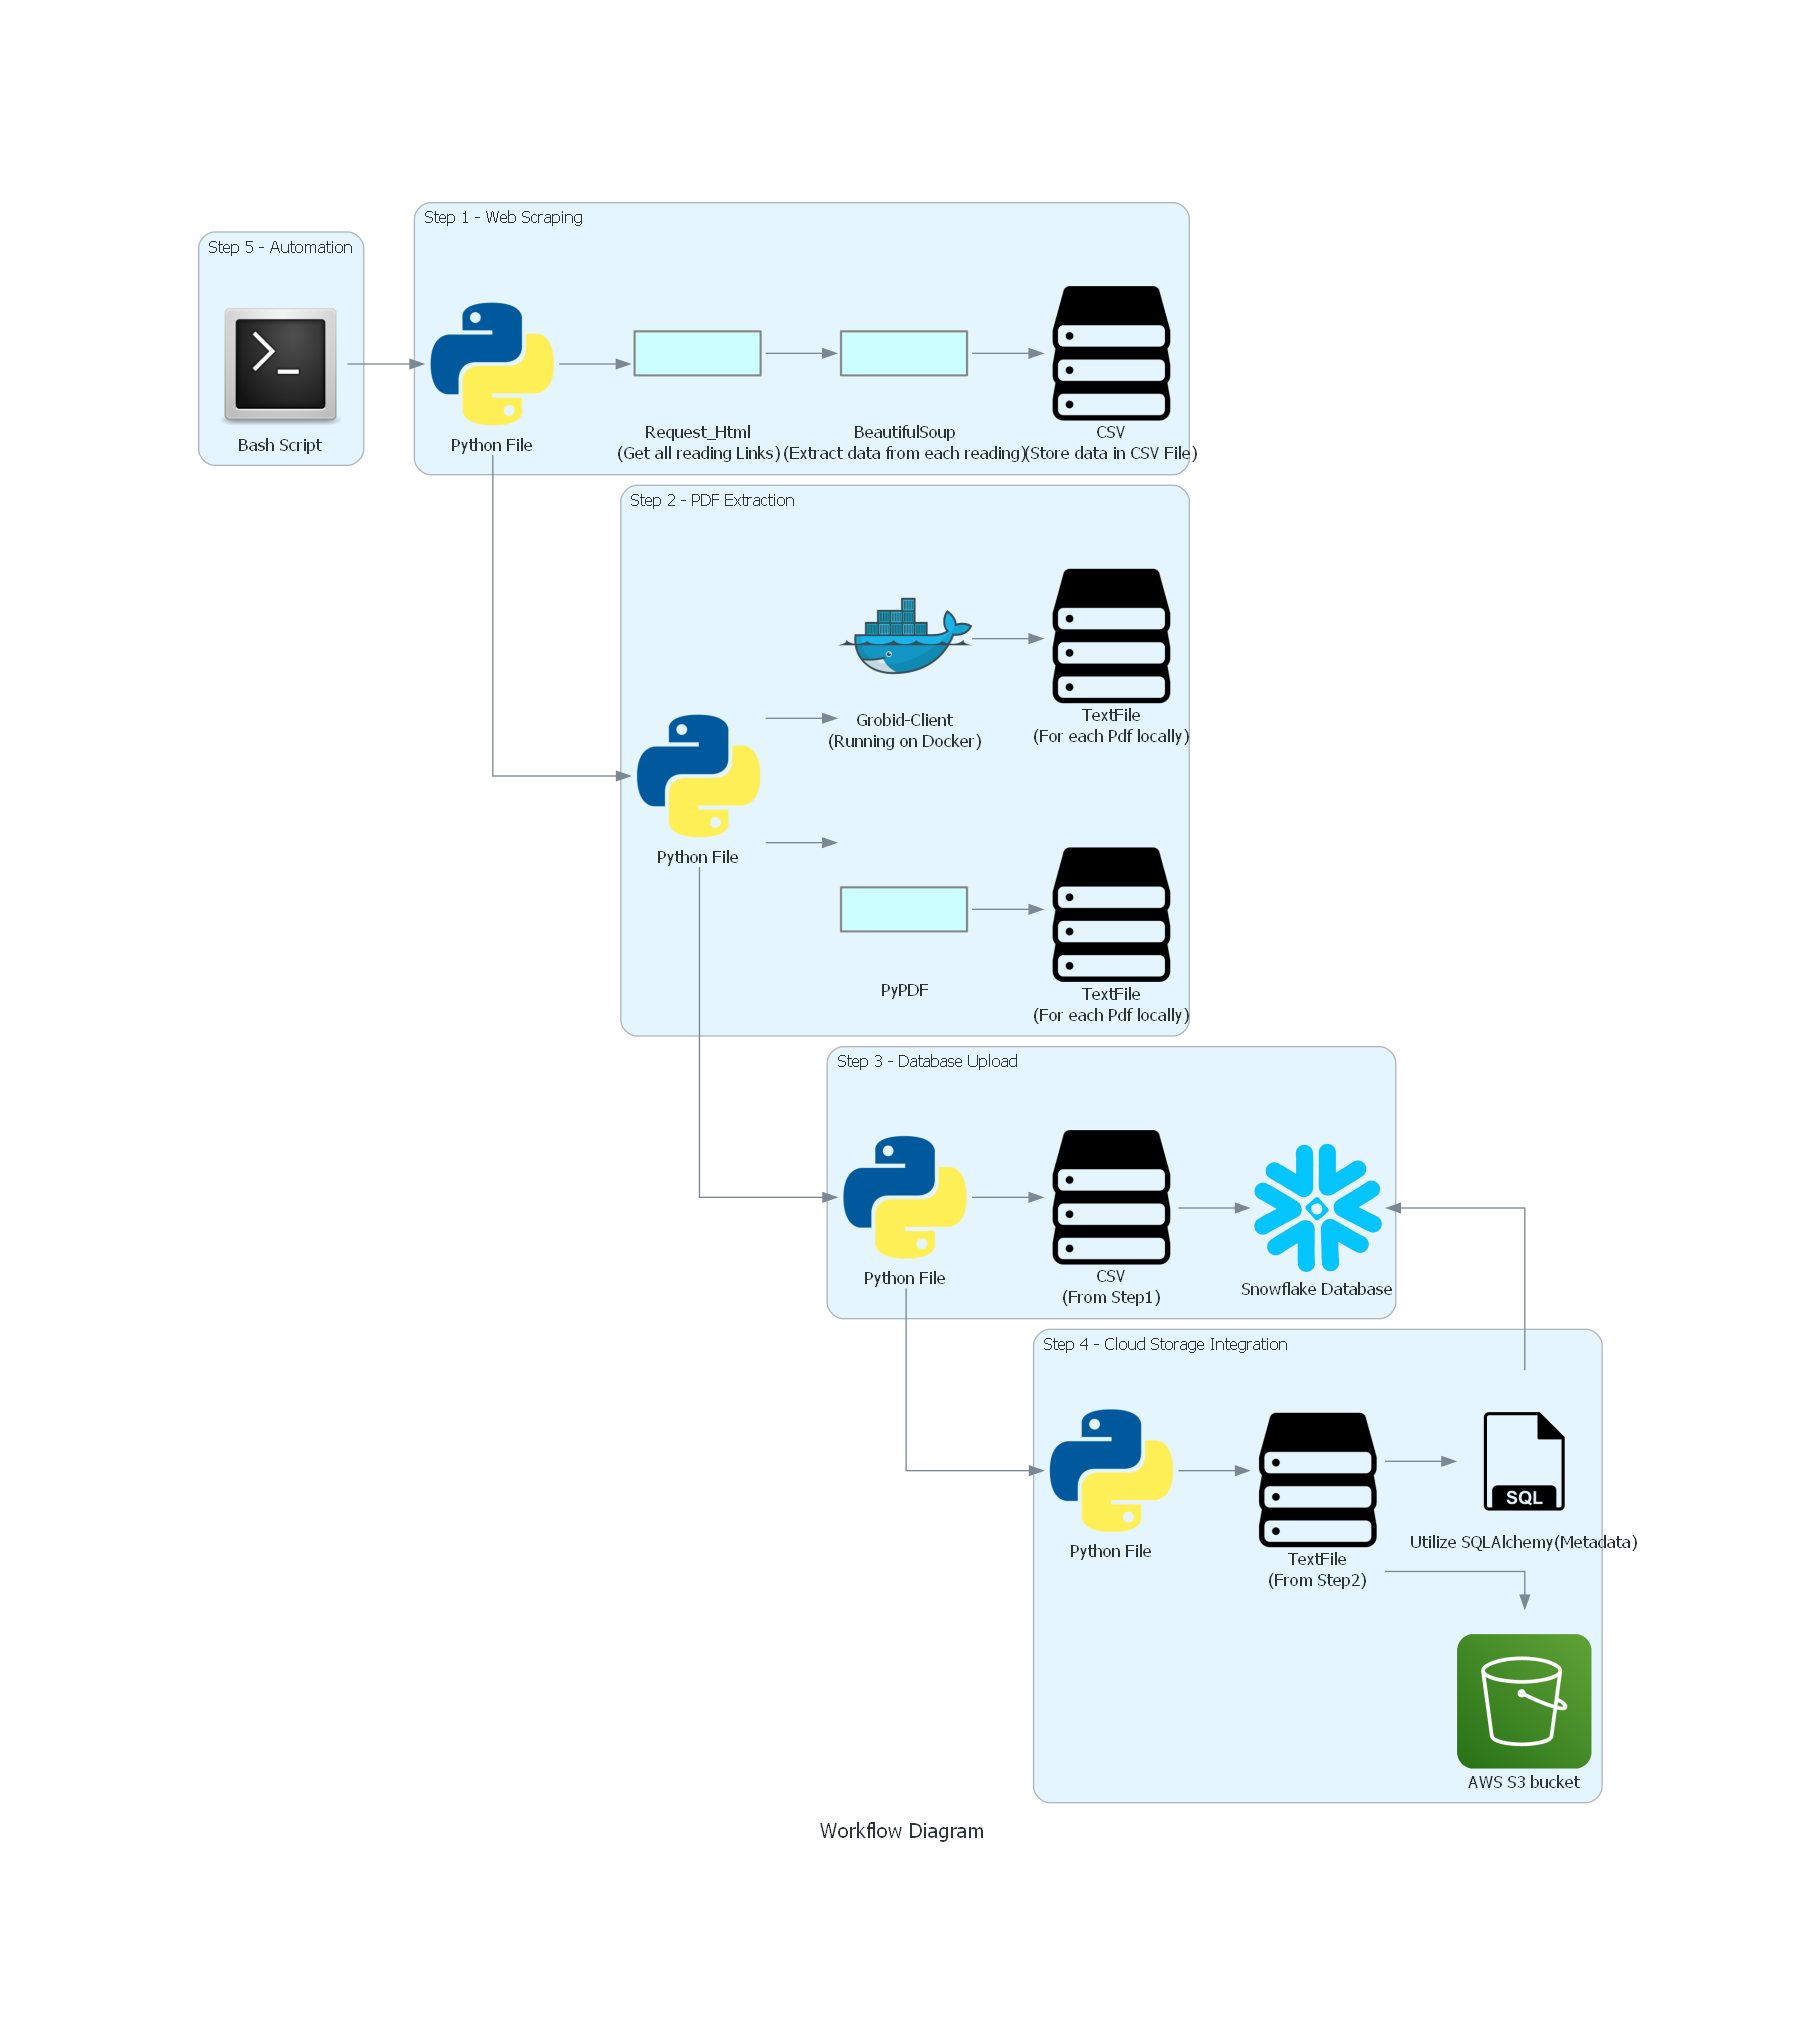 Step 1 - Web Scraping
Step 5 - Automation
Bash Script
Python File
Request_Html
(Get all reading Links)
BeautifulSoup
(Extract data from each reading)
CSV
(Store data in CSV File)
Step 2 - PDF Extraction
Python File
Grobid-Client
(Running on Docker)
TextFile
(For each Pdf locally)
PyPDF
TextFile
(For each Pdf locally)
Step 3 - Database Upload
Python File
CSV
(From Step1)
Snowflake Database
Step 4 - Cloud Storage Integration
Python File
TextFile
(From Step2)
SQL
Utilize SQLAlchemy(Metadata)
AWS S3 bucket
Workflow Diagram